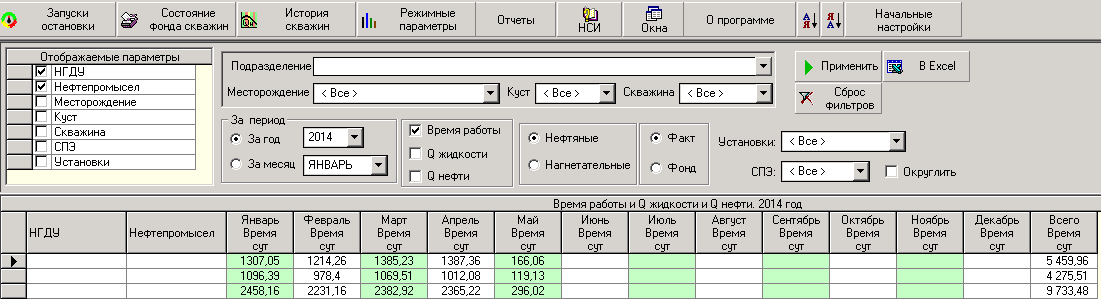 Запуски остановки
Состояние фонда скважин
История скважин
Режимные параметры
Отчеты
НСИ
Окна
О программе
А Я
Я А
Начальные настройки
Отображаемые параметры
НГДУ
Нефтепромысел
Месторождение
Куст
Скважина
СПЭ
Установки
Подразделение
Месторождение < Все > Куст < Все > Скважина < Все >
Применить
В Excel
Сброс фильтров
За период
За год 2014
За месяц ЯНВАРЬ
Время работы
Q жидкости
Q нефти
Нефтяные
Нагнетательные
Факт
Фонд
Установки: < Все >
СПЭ: < Все > Округлить
Время работы и Q жидкости и Q нефти. 2014 год
НГДУ Нефтепромысел Январь Время сут Февраль Время сут Март Время сут Апрель Время сут Май Время сут Июнь Время сут Июль Время сут Август Время сут Сентябрь Время сут Октябрь Время сут Ноябрь Время сут Декабрь Время сут Всего Время сут
1307,05 1214,26 1385,23 1387,36 166,06 5 459,96
1096,39 978,4 1069,51 1012,08 119,13 4 275,51
2458,16 2231,16 2382,92 2365,22 296,02 9 733,48